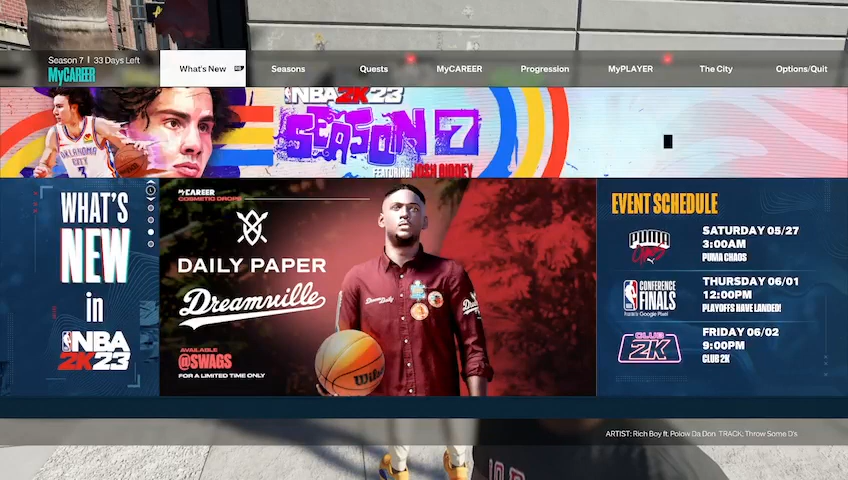 Season 7 | 33 Days Left
MyCAREER
What's New
Seasons
Quests
MyCAREER
Progression
MyPLAYER
The City
Options/Quit
OKLAHOMA
CITY
3
NBA2K23
SEASON 7
FEATURING JOSH GIDDEY
WHAT'S
NEW
in
NBA
2K23
MyCAREER
COSMETIC DROPS
DAILY PAPER
Dreamville
AVAILABLE
@SWAGS
FOR A LIMITED TIME ONLY
Wilson
EVENT SCHEDULE
PUMA
SATURDAY 05/27
3:00AM
PUMA CHAOS
CONFERENCE
FINALS
THURSDAY 06/01
12:00PM
PLAYOFFS HAVE LANDED!
CLUB
2K
FRIDAY 06/02
9:00PM
CLUB 2K
ARTIST: Rich Boy ft. Polow Da Don TRACK: Throw Some D's